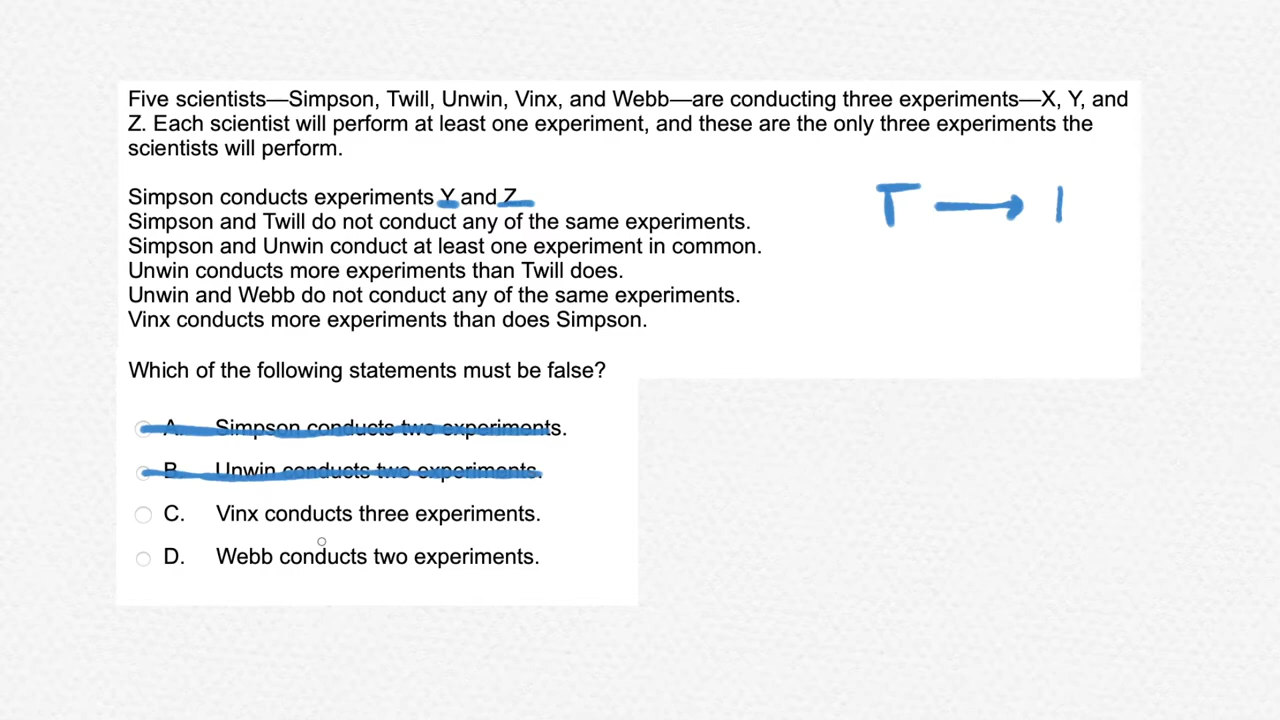 Five scientists—Simpson, Twill, Unwin, Vinx, and Webb—are conducting three experiments—X, Y, and
Z. Each scientist will perform at least one experiment, and these are the only three experiments the
scientists will perform.
Simpson conducts experiments Y and Z.
T → 1
Simpson and Twill do not conduct any of the same experiments.
Simpson and Unwin conduct at least one experiment in common.
Unwin conducts more experiments than Twill does.
Unwin and Webb do not conduct any of the same experiments.
Vinx conducts more experiments than does Simpson.
Which of the following statements must be false?
A. Simpson conducts two experiments.
B. Unwin conducts two experiments.
C. Vinx conducts three experiments.
D. Webb conducts two experiments.